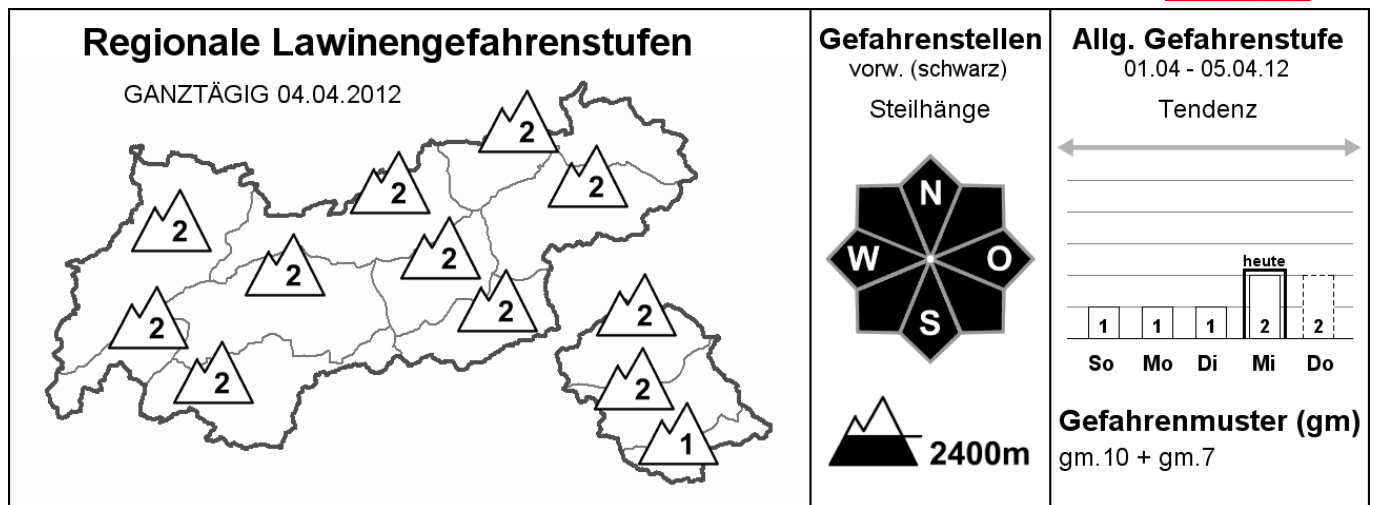 Regionale Lawinengefahrenstufen
GANZTÄGIG 04.04.2012
2
2
2
2
2
2
2
2
2
2
2
1
Gefahrenstellen
vorw. (schwarz)
Steilhänge
N
W
O
S
2400m
Allg. Gefahrenstufe
01.04 - 05.04.12
Tendenz
heute
1 1 1 2 2
So Mo Di Mi Do
Gefahrenmuster (gm)
gm.10 + gm.7